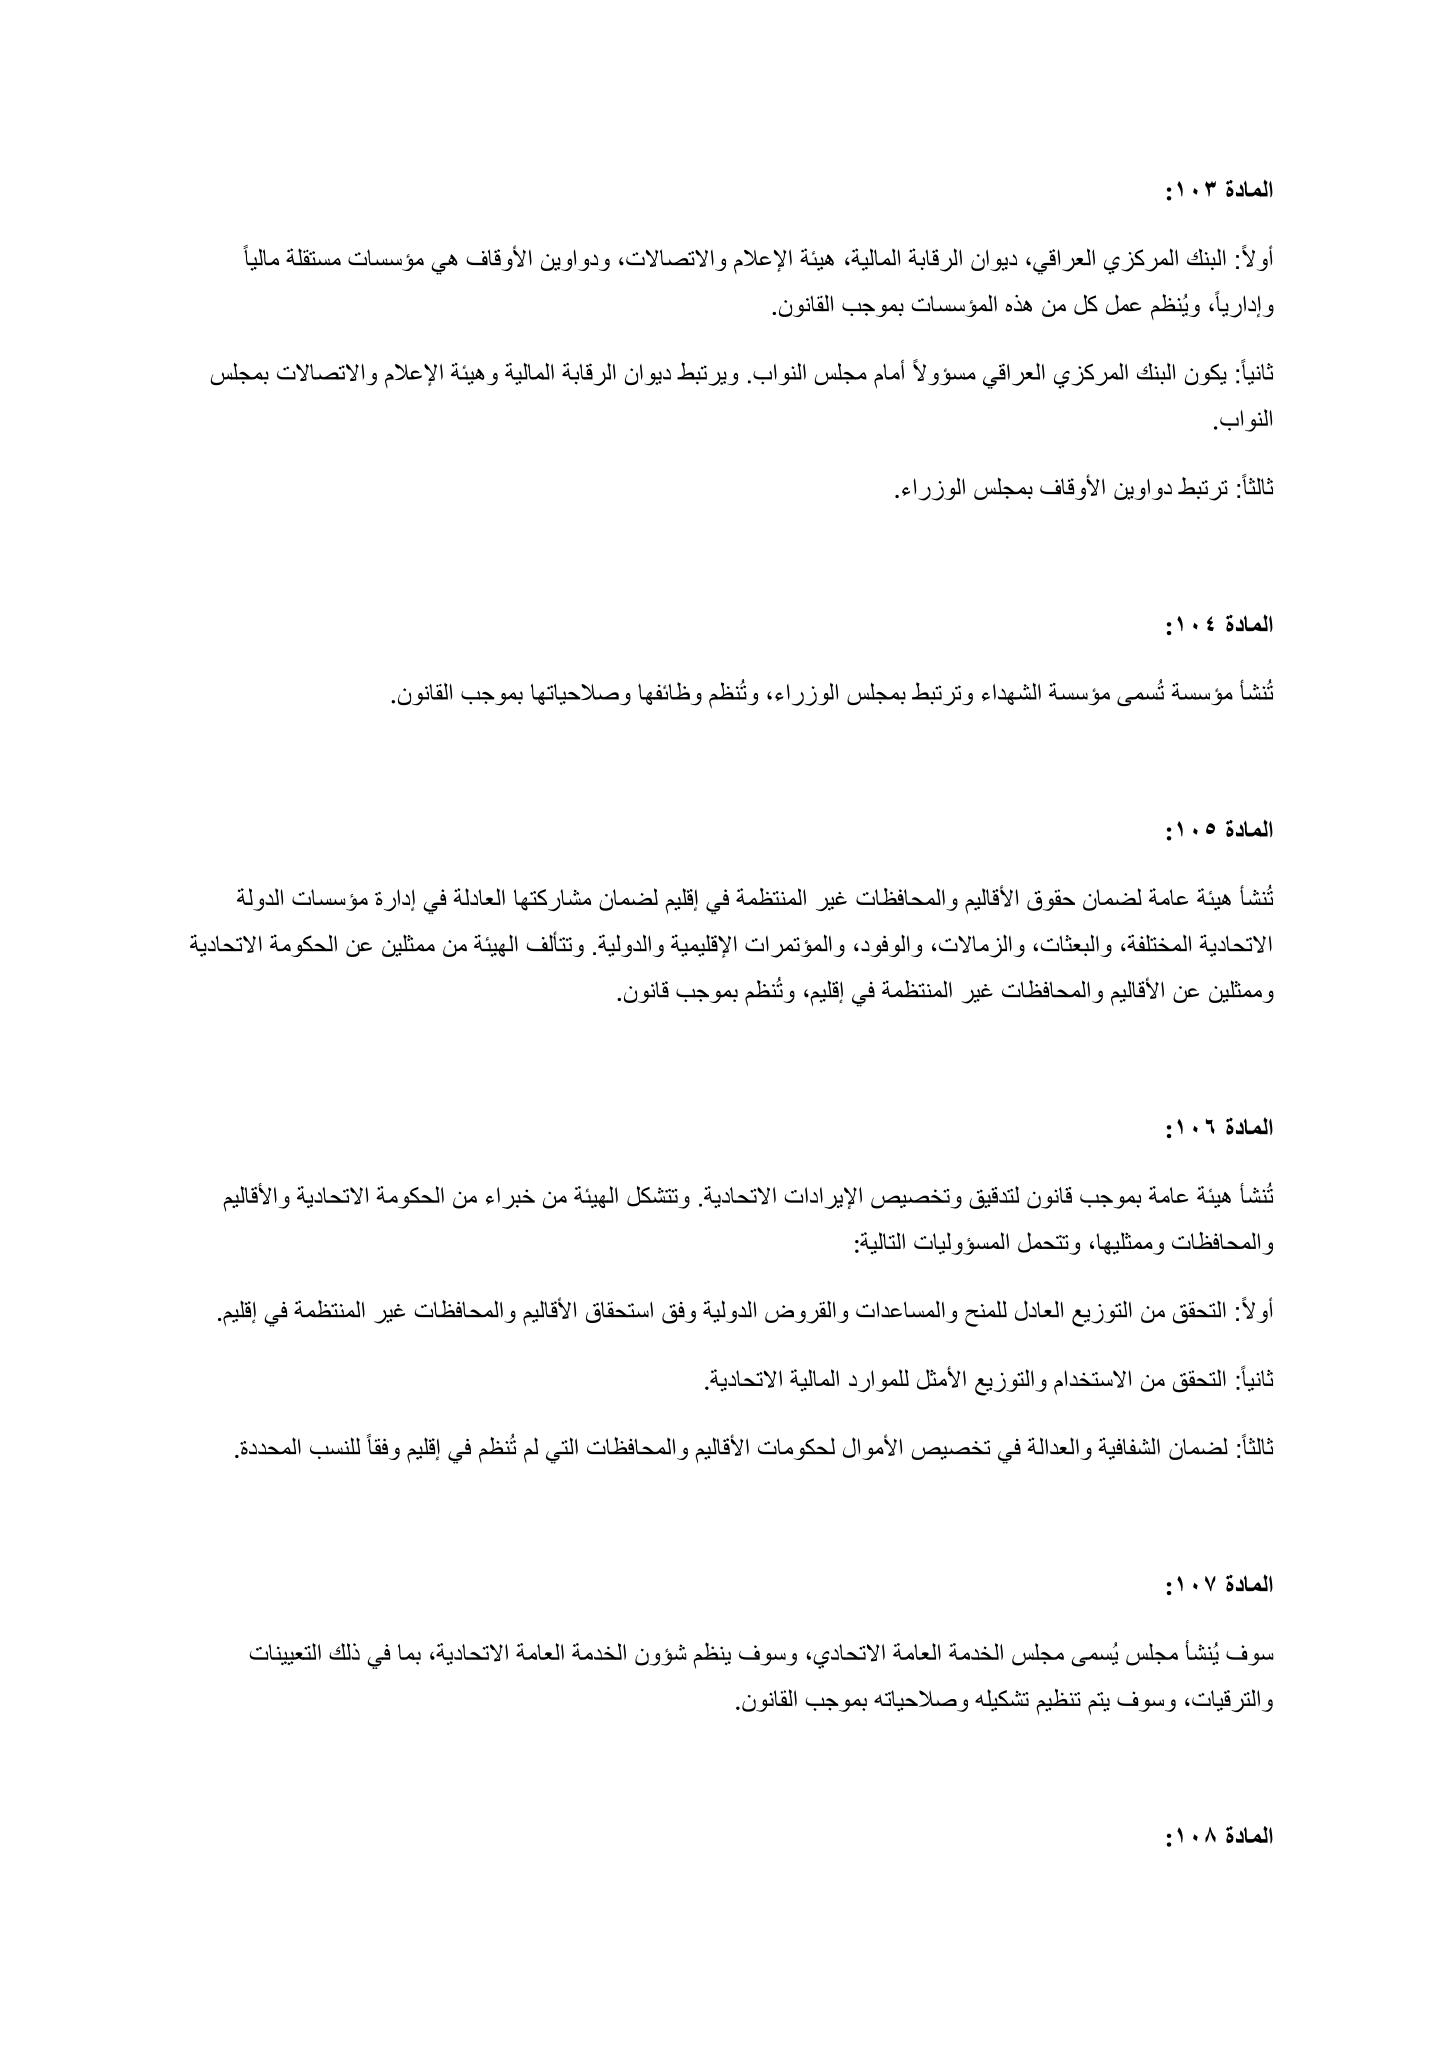 المادة ١٠٣:
أولاً: البنك المركزي العراقي، ديوان الرقابة المالية، هيئة الإعلام والاتصالات، ودواوين الأوقاف هي مؤسسات مستقلة مالياً
وإدارياً، ويُنظم عمل كل من هذه المؤسسات بموجب القانون.
ثانياً: يكون البنك المركزي العراقي مسؤولاً أمام مجلس النواب. ويرتبط ديوان الرقابة المالية وهيئة الإعلام والاتصالات بمجلس
النواب.
ثالثاً: ترتبط دواوين الأوقاف بمجلس الوزراء.
المادة ١٠٤:
تُنشأ مؤسسة تُسمى مؤسسة الشهداء وترتبط بمجلس الوزراء، وتُنظم وظائفها وصلاحياتها بموجب القانون.
المادة ١٠٥:
تُنشأ هيئة عامة لضمان حقوق الأقاليم والمحافظات غير المنتظمة في إقليم لضمان مشاركتها العادلة في إدارة مؤسسات الدولة
الاتحادية المختلفة، والبعثات، والزمالات، والوفود، والمؤتمرات الإقليمية والدولية. وتتألف الهيئة من ممثلين عن الحكومة الاتحادية
وممثلين عن الأقاليم والمحافظات غير المنتظمة في إقليم، وتُنظم بموجب قانون.
المادة ١٠٦:
تُنشأ هيئة عامة بموجب قانون لتدقيق وتخصيص الإيرادات الاتحادية. وتتشكل الهيئة من خبراء من الحكومة الاتحادية والأقاليم
والمحافظات وممثليها، وتتحمل المسؤوليات التالية:
أولاً: التحقق من التوزيع العادل للمنح والمساعدات والقروض الدولية وفق استحقاق الأقاليم والمحافظات غير المنتظمة في إقليم.
ثانياً: التحقق من الاستخدام والتوزيع الأمثل للموارد المالية الاتحادية.
ثالثاً: لضمان الشفافية والعدالة في تخصيص الأموال لحكومات الأقاليم والمحافظات التي لم تُنظم في إقليم وفقاً للنسب المحددة.
المادة ١٠٧:
سوف يُنشأ مجلس يُسمى مجلس الخدمة العامة الاتحادي، وسوف ينظم شؤون الخدمة العامة الاتحادية، بما في ذلك التعيينات
والترقيات، وسوف يتم تنظيم تشكيله وصلاحياته بموجب القانون.
المادة ١٠٨: